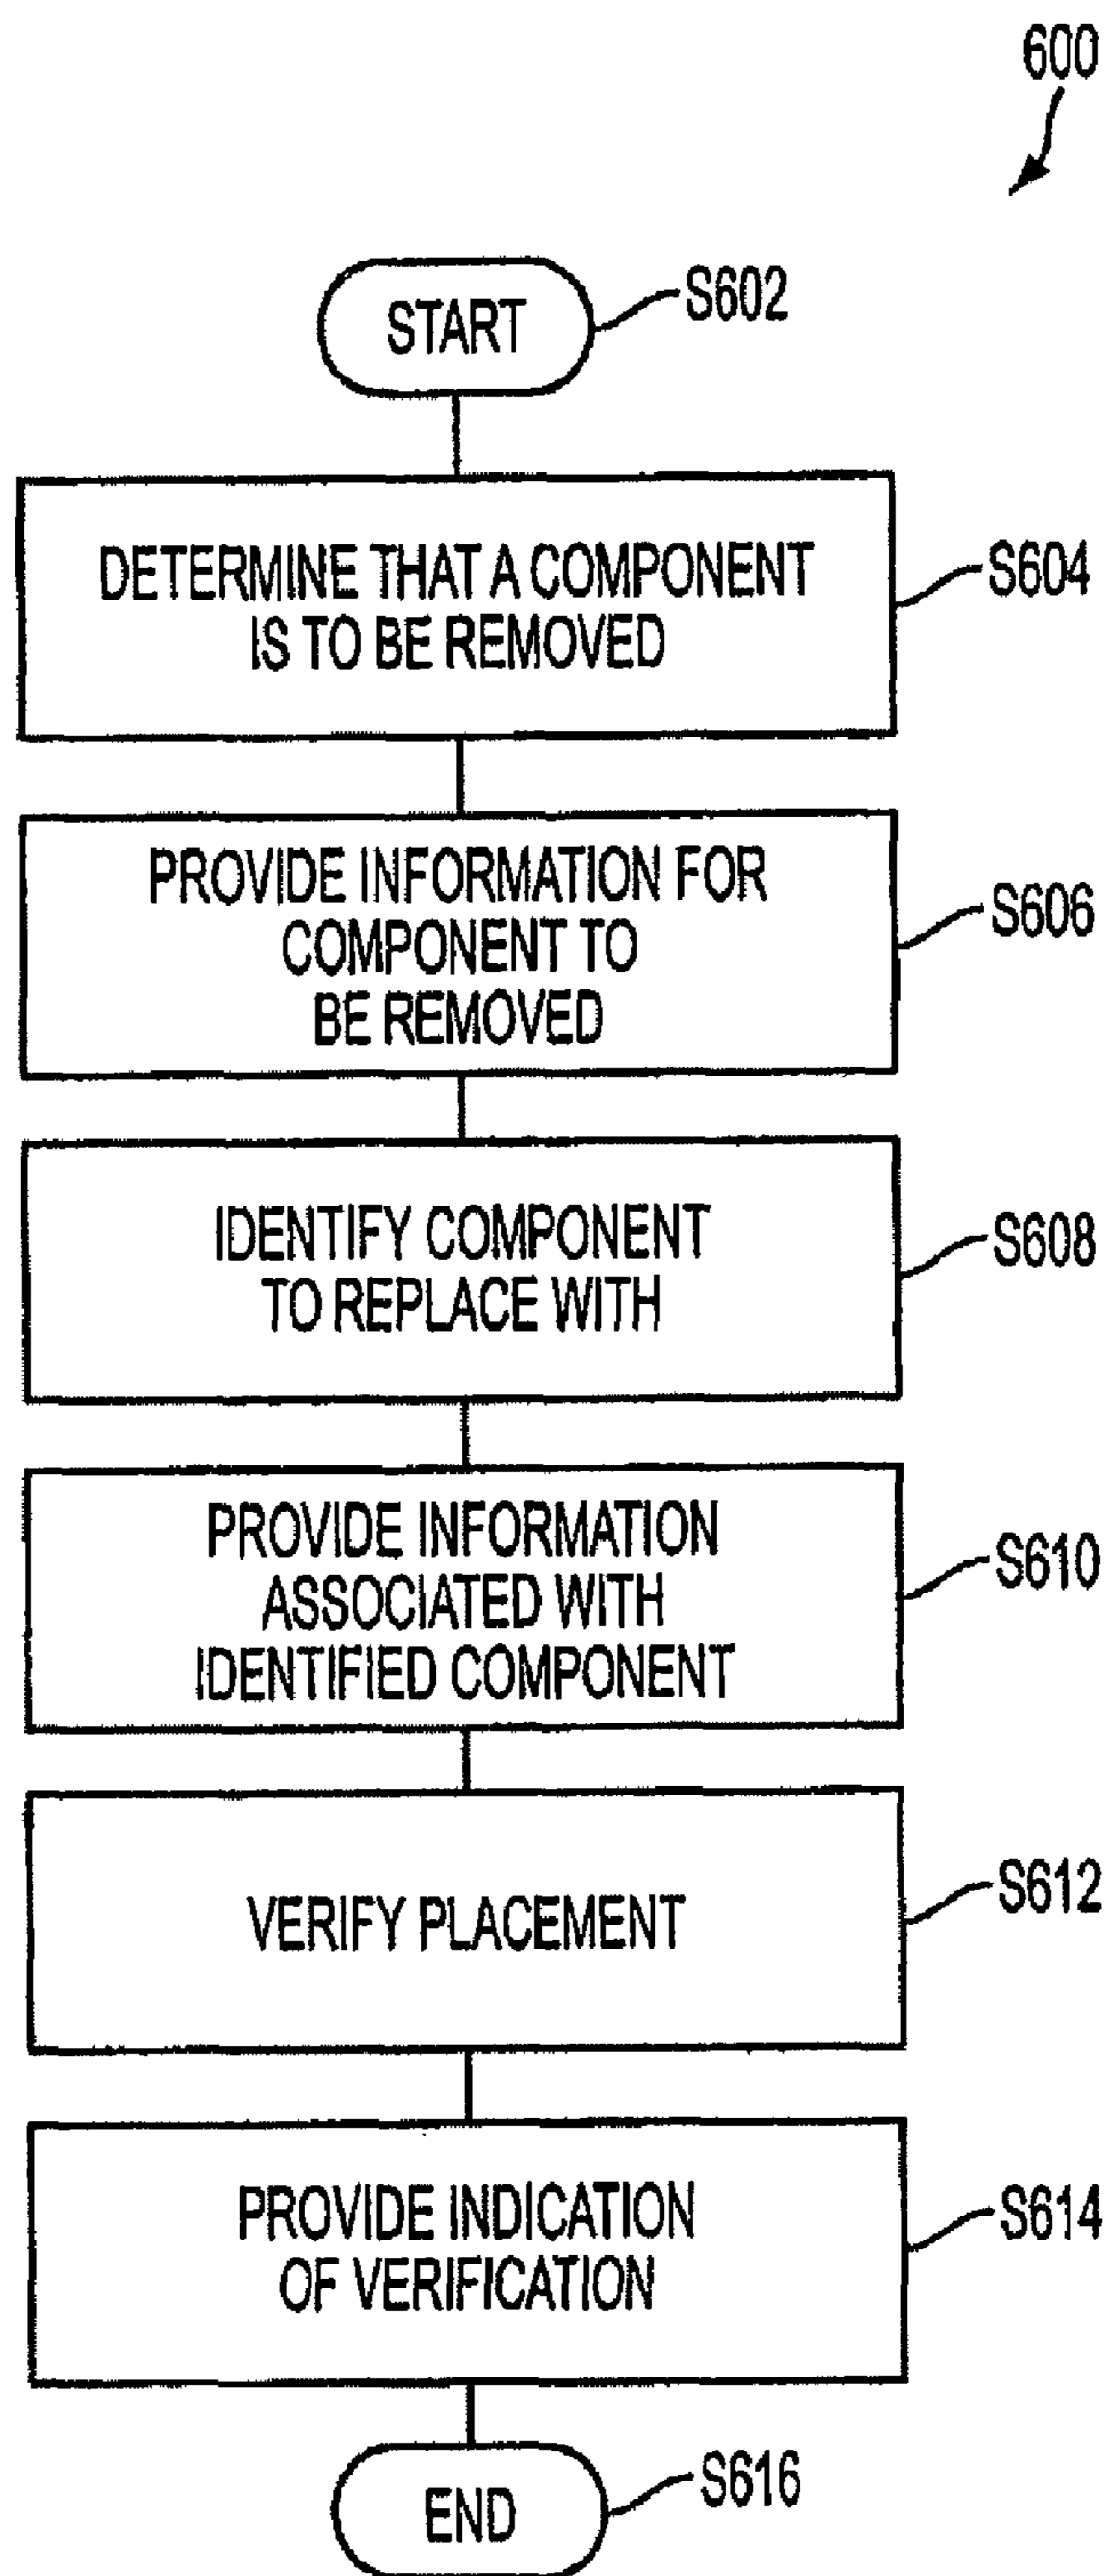 600
START
S602
DETERMINE THAT A COMPONENT
IS TO BE REMOVED
S604
PROVIDE INFORMATION FOR
COMPONENT TO
BE REMOVED
S606
IDENTIFY COMPONENT
TO REPLACE WITH
S608
PROVIDE INFORMATION
ASSOCIATED WITH
IDENTIFIED COMPONENT
S610
VERIFY PLACEMENT
S612
PROVIDE INDICATION
OF VERIFICATION
S614
END
S616